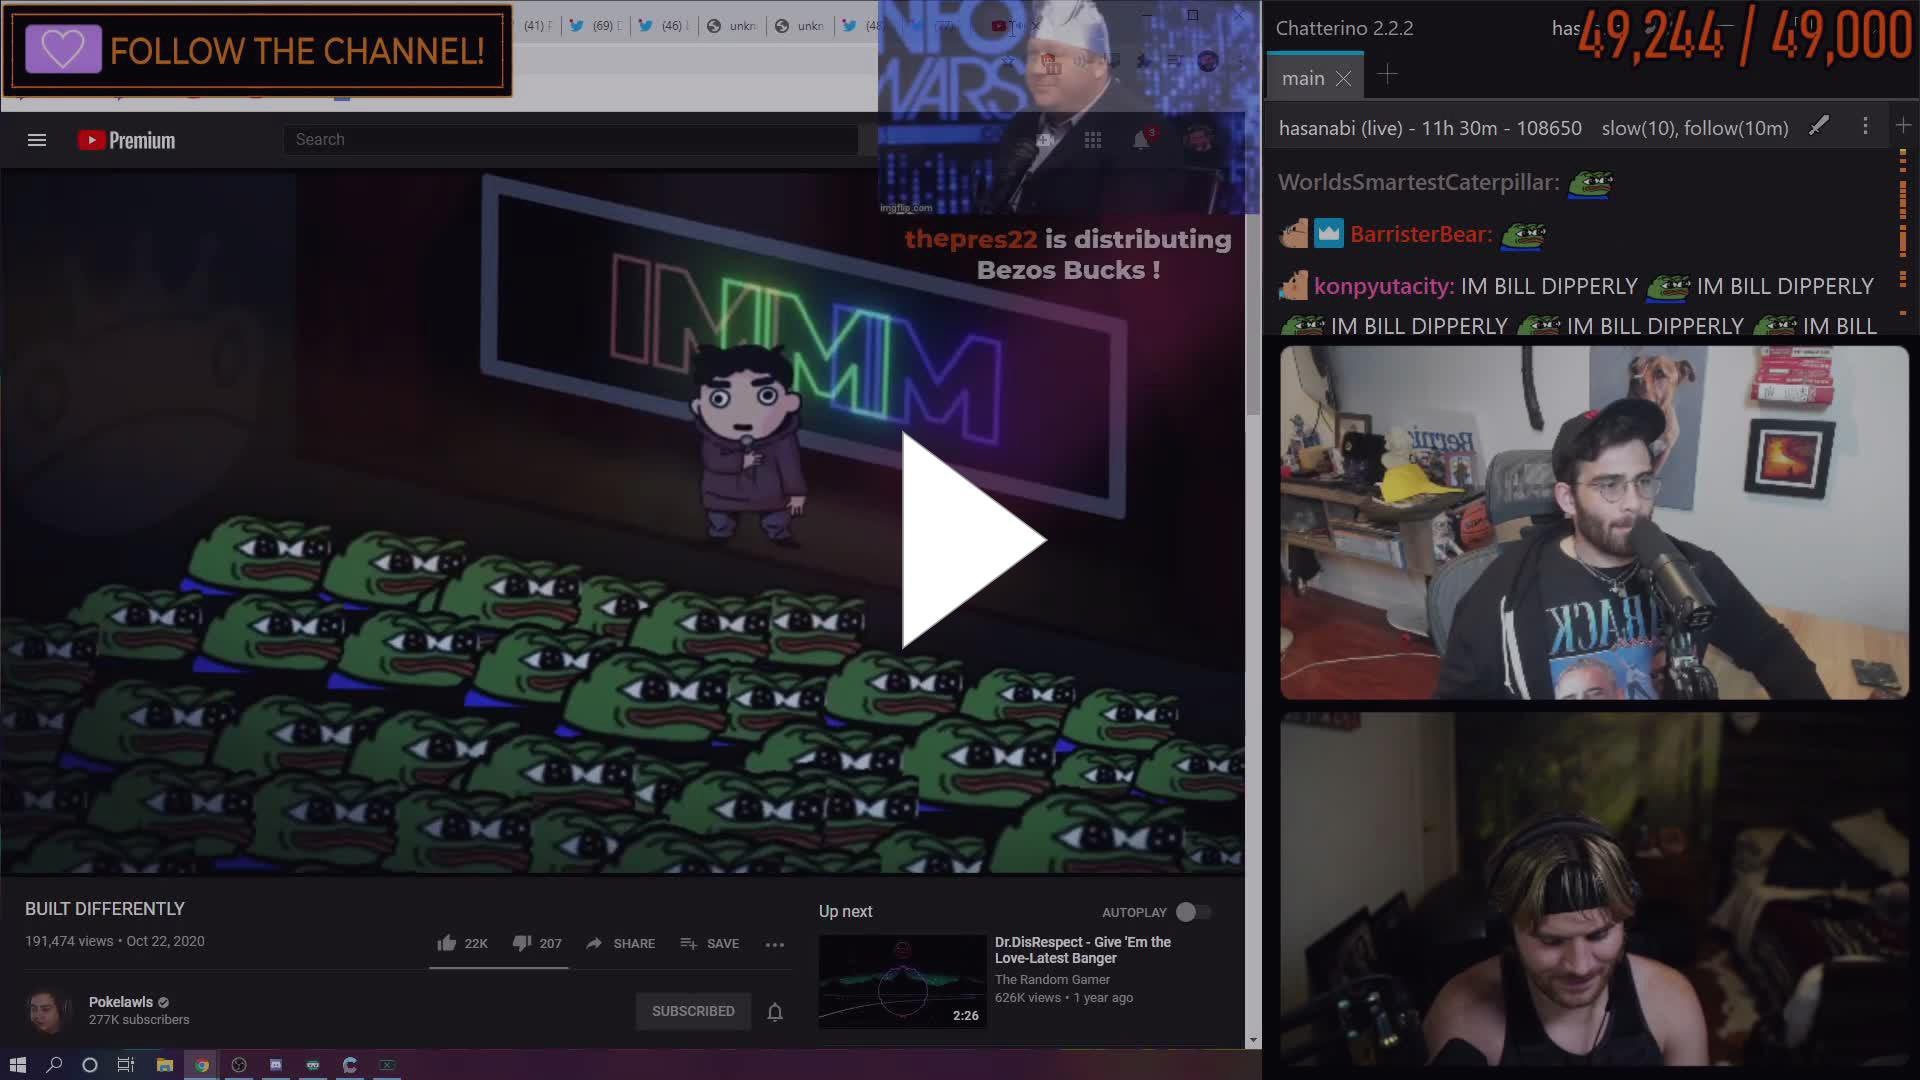 FOLLOW THE CHANNEL!
(41)
(69)
(46)
unkn
unkn
(48
(77)
INFO
WARS
imgflip.com
thepres22 is distributing
Bezos Bucks !
Premium
Search
3
IMMM
BUILT DIFFERENTLY
191,474 views • Oct 22, 2020
22K
207
SHARE
SAVE
Pokelawls
277K subscribers
SUBSCRIBED
Up next
AUTOPLAY
Dr.DisRespect - Give 'Em the
Love-Latest Banger
The Random Gamer
626K views • 1 year ago
2:26
Chatterino 2.2.2
has
49,244 / 49,000
main
hasanabi (live) - 11h 30m - 108650 slow(10), follow(10m)
WorldsSmartestCaterpillar:
BarristerBear:
konpyutacity: IM BILL DIPPERLY IM BILL DIPPERLY
IM BILL DIPPERLY IM BILL DIPPERLY IM BILL